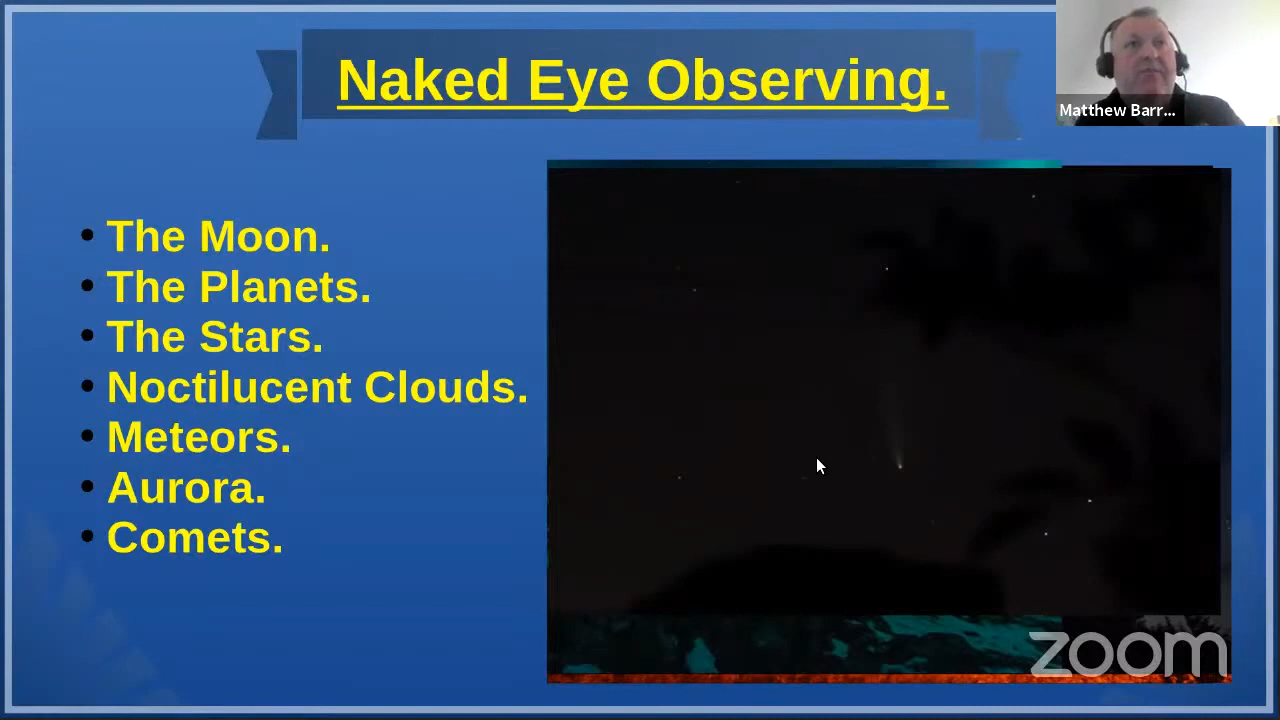 Naked Eye Observing.
Matthew Barr...
• The Moon.
• The Planets.
• The Stars.
• Noctilucent Clouds.
• Meteors.
• Aurora.
• Comets.
zoom